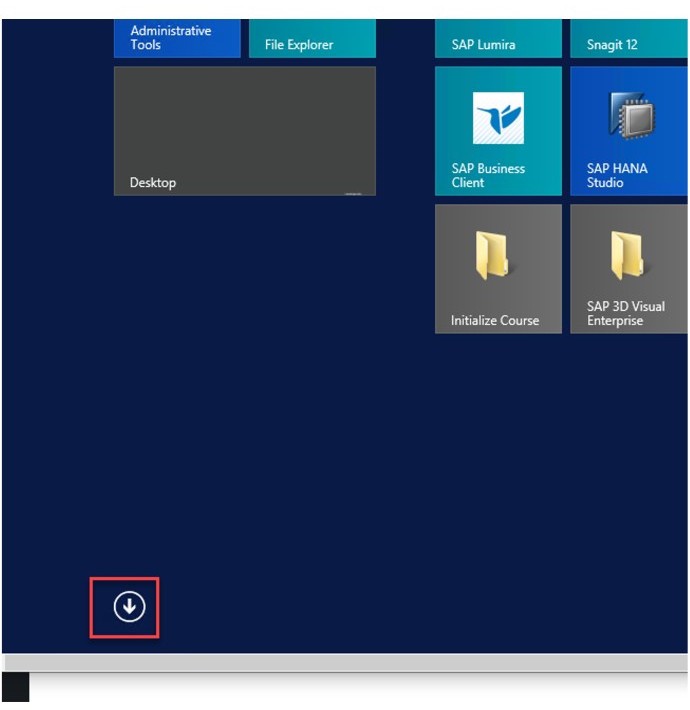 Administrative
Tools
File Explorer
SAP Lumira
Snagit 12
Desktop
SAP Business
Client
SAP HANA
Studio
Initialize Course
SAP 3D Visual
Enterprise